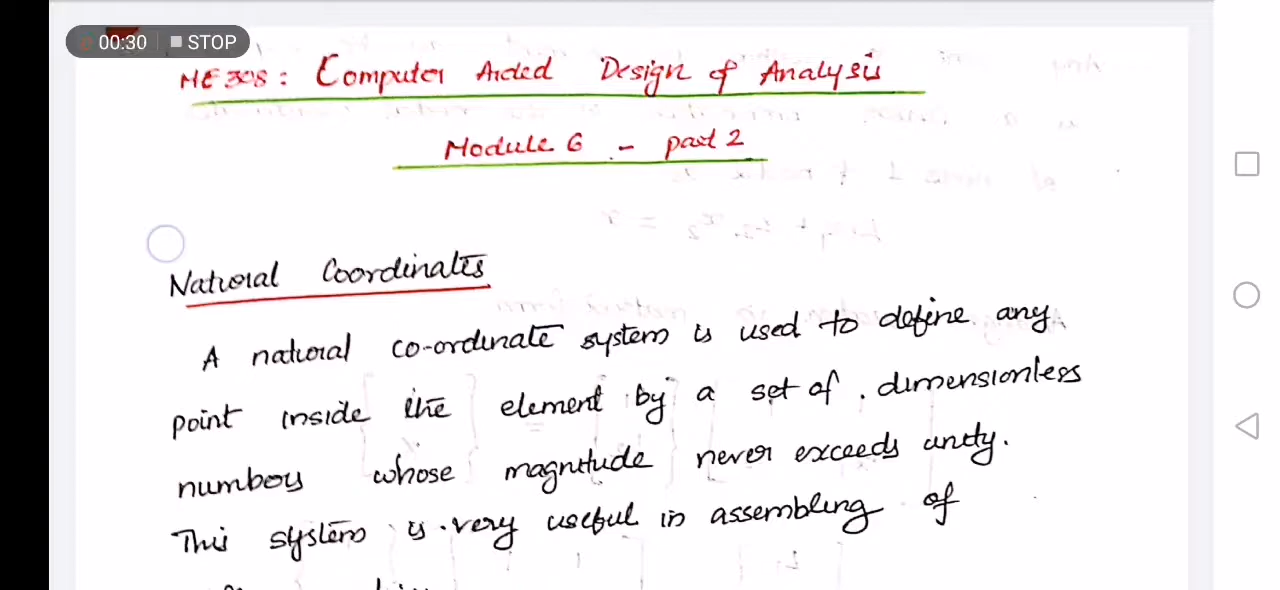 00:30 STOP
ME 308 : Computer Aided Design & Analysis
Module 6 - part 2
Natural Coordinates
A natural co-ordinate system is used to define any
point inside the element by a set of dimensionless
numbers whose magnitude never exceeds unity.
This system is very useful in assembling of